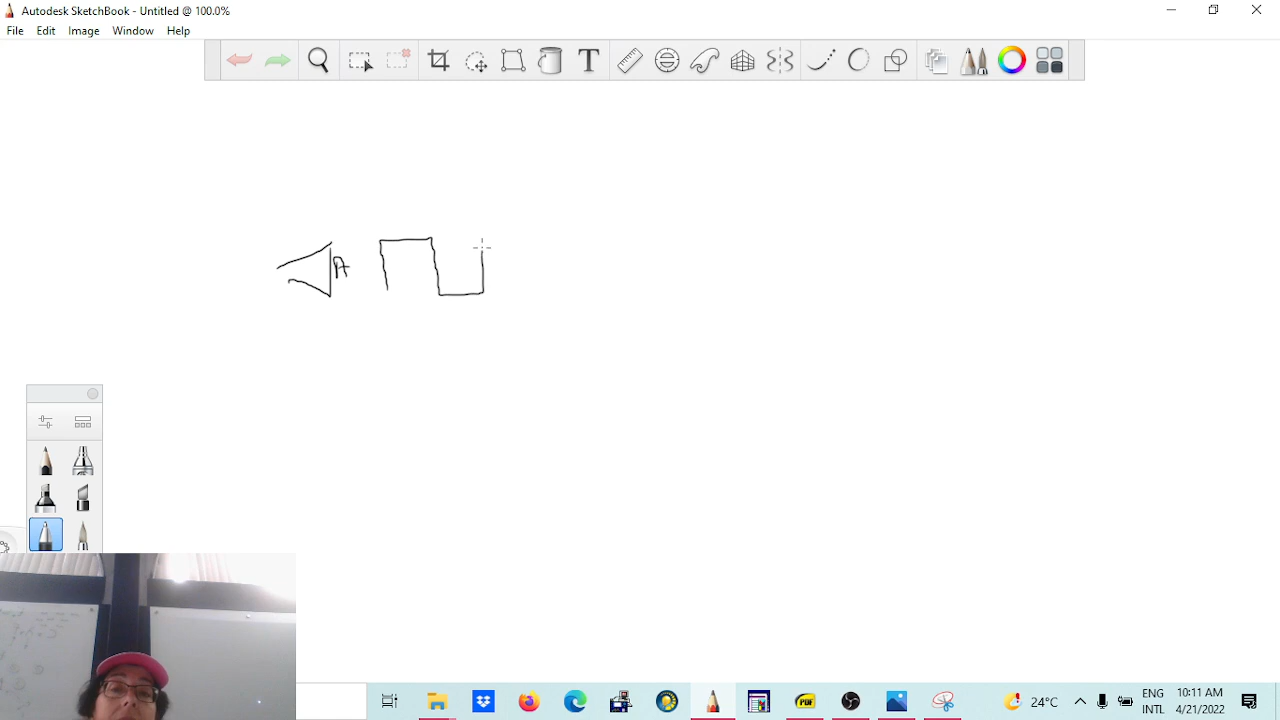 Autodesk SketchBook - Untitled @ 100.0%
File Edit Image Window Help
T
A
PDF
24°C
ENG
INTL
10:11 AM
4/21/2022